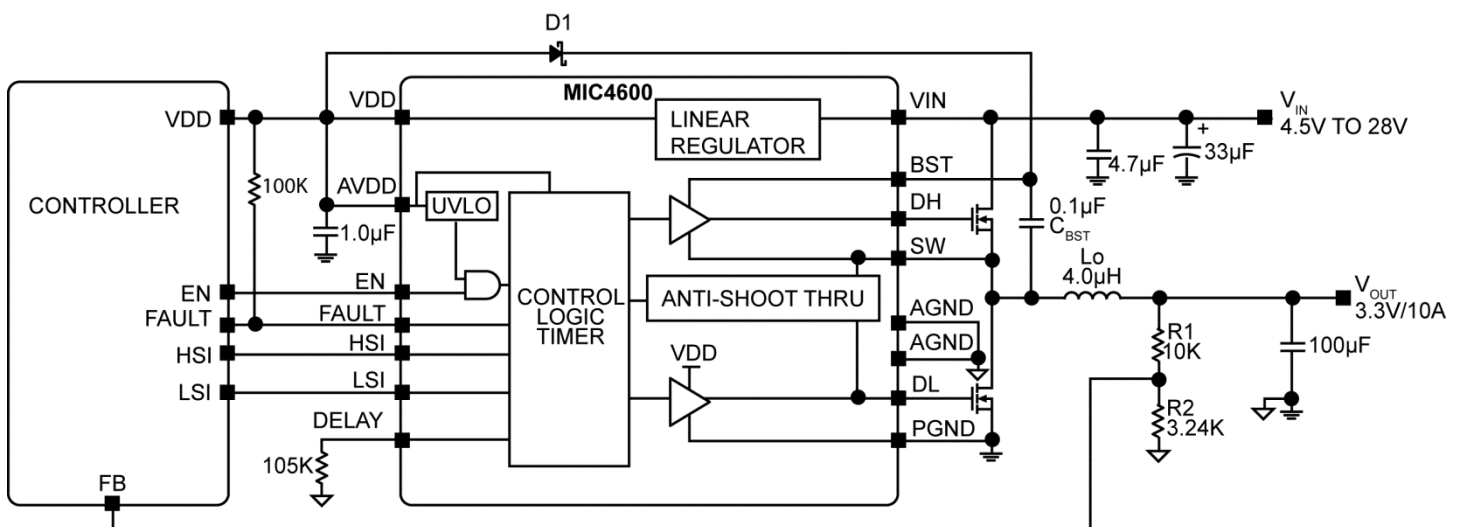 D1
MIC4600
VDD
VDD
VIN
LINEAR
REGULATOR
V_IN
4.5V TO 28V
4.7µF
+
33µF
100K
CONTROLLER
AVDD
UVLO
1.0µF
BST
DH
SW
0.1µF
C_BST
Lo
4.0µH
EN
EN
FAULT
FAULT
HSI
HSI
LSI
LSI
CONTROL
LOGIC
TIMER
ANTI-SHOOT THRU
AGND
AGND
VDD
DL
PGND
V_OUT
3.3V/10A
R1
10K
100µF
R2
3.24K
DELAY
105K
FB